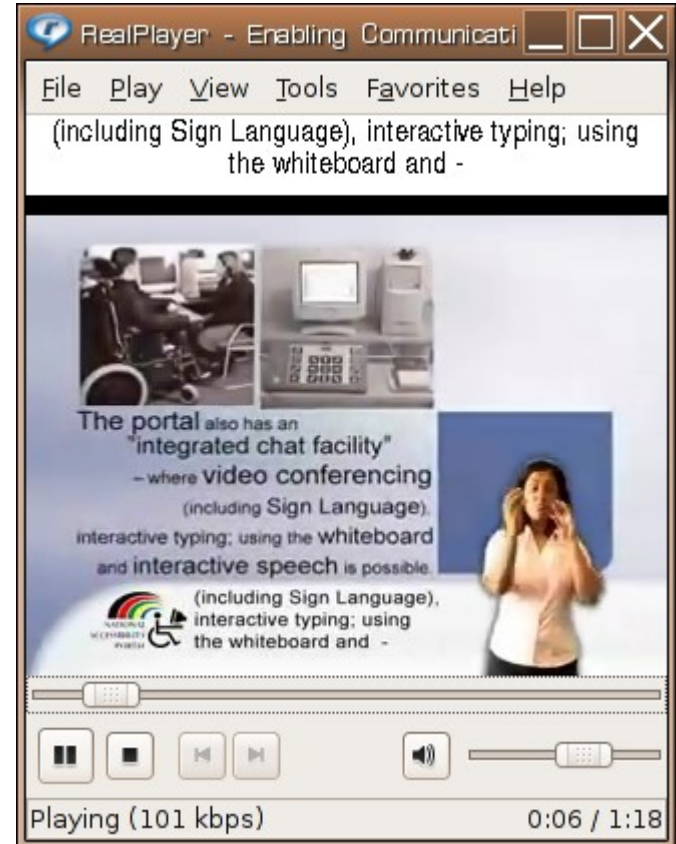 RealPlayer - Enabling Communicati
File Play View Tools Favorites Help
(including Sign Language), interactive typing; using
the whiteboard and -
The portal also has an
"integrated chat facility"
– where video conferencing
(including Sign Language),
interactive typing; using the whiteboard
and interactive speech is possible.
NATIONAL
ACCESSIBILITY
PORTAL
(including Sign Language),
interactive typing; using
the whiteboard and -
Playing (101 kbps) 0:06 / 1:18